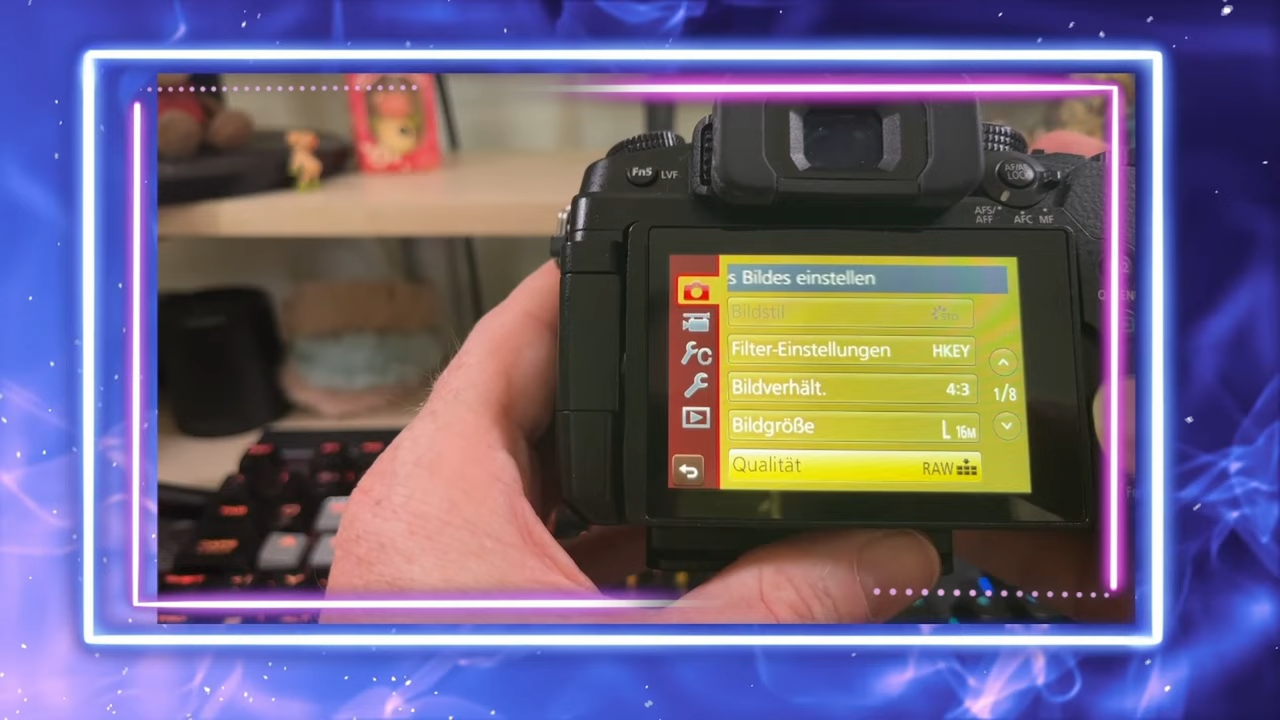 Fn5 LVF
AF/AE LOCK
AFS/AFF AFC MF
s Bildes einstellen
Bildstil STD.
Filter-Einstellungen HKEY
Bildverhält. 4:3
1/8
Bildgröße L 16M
Qualität RAW